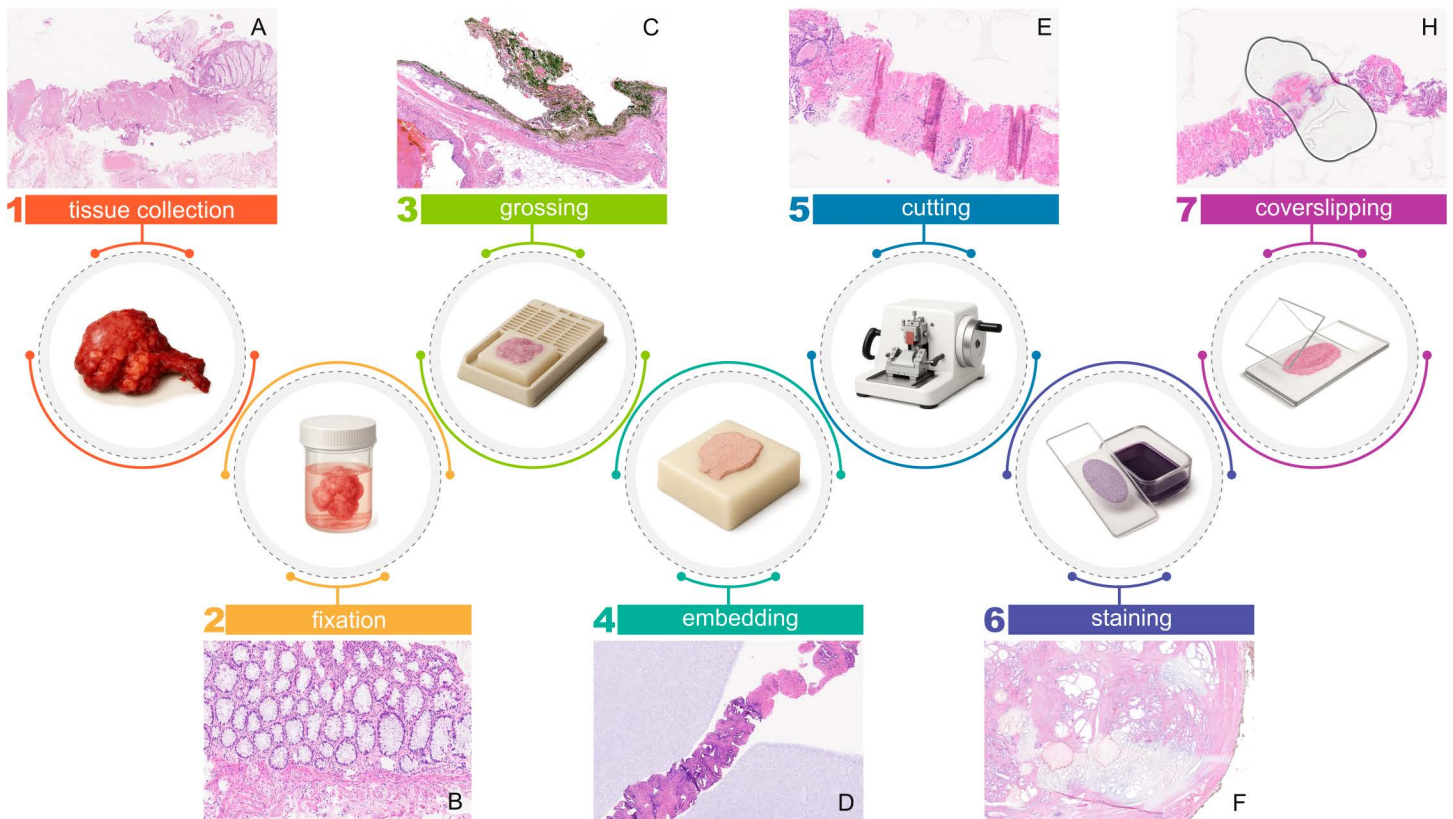 A
C
E
H
1 tissue collection
3 grossing
5 cutting
7 coverslipping
2 fixation
4 embedding
6 staining
B
D
F